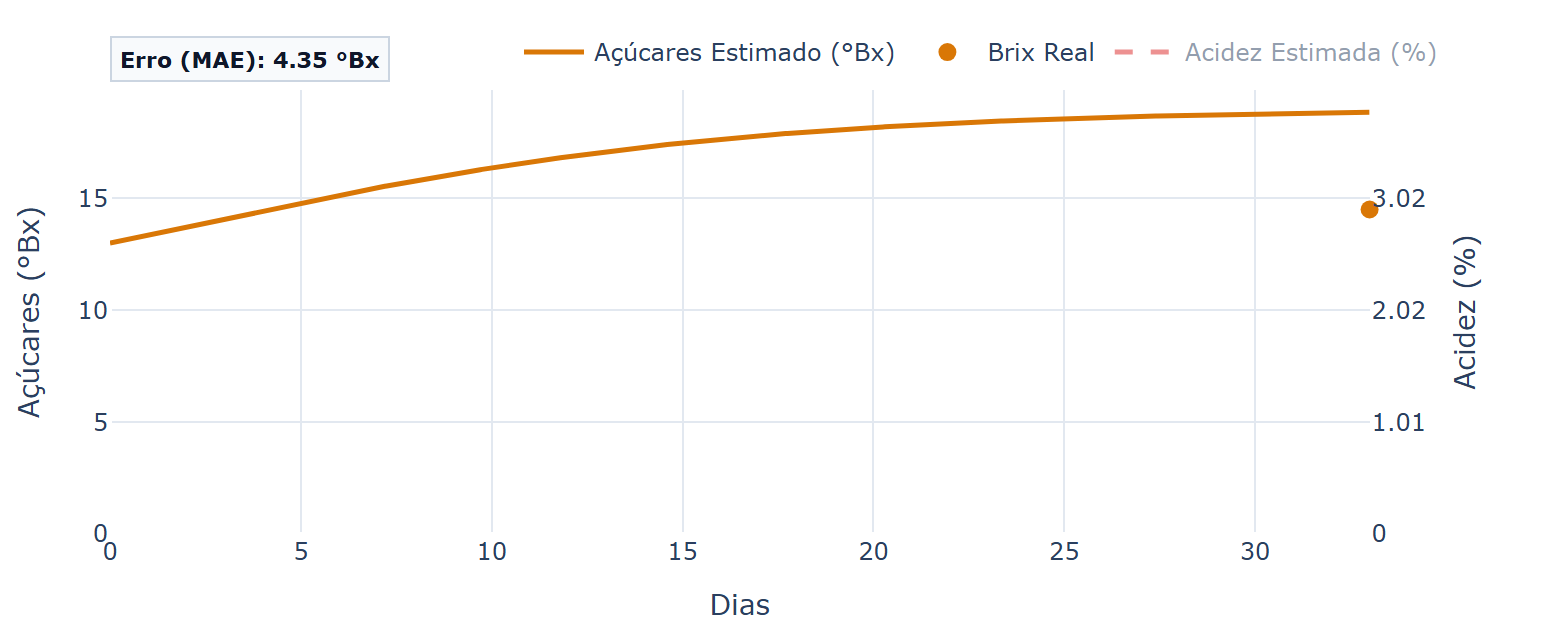 Erro (MAE): 4.35 ºBx
Açúcares Estimado (°Bx)
Brix Real
Acidez Estimada (%)
Açúcares (°Bx)
15
10
5
0
3.02
2.02
1.01
0
Acidez (%)
0 5 10 15 20 25 30
Dias